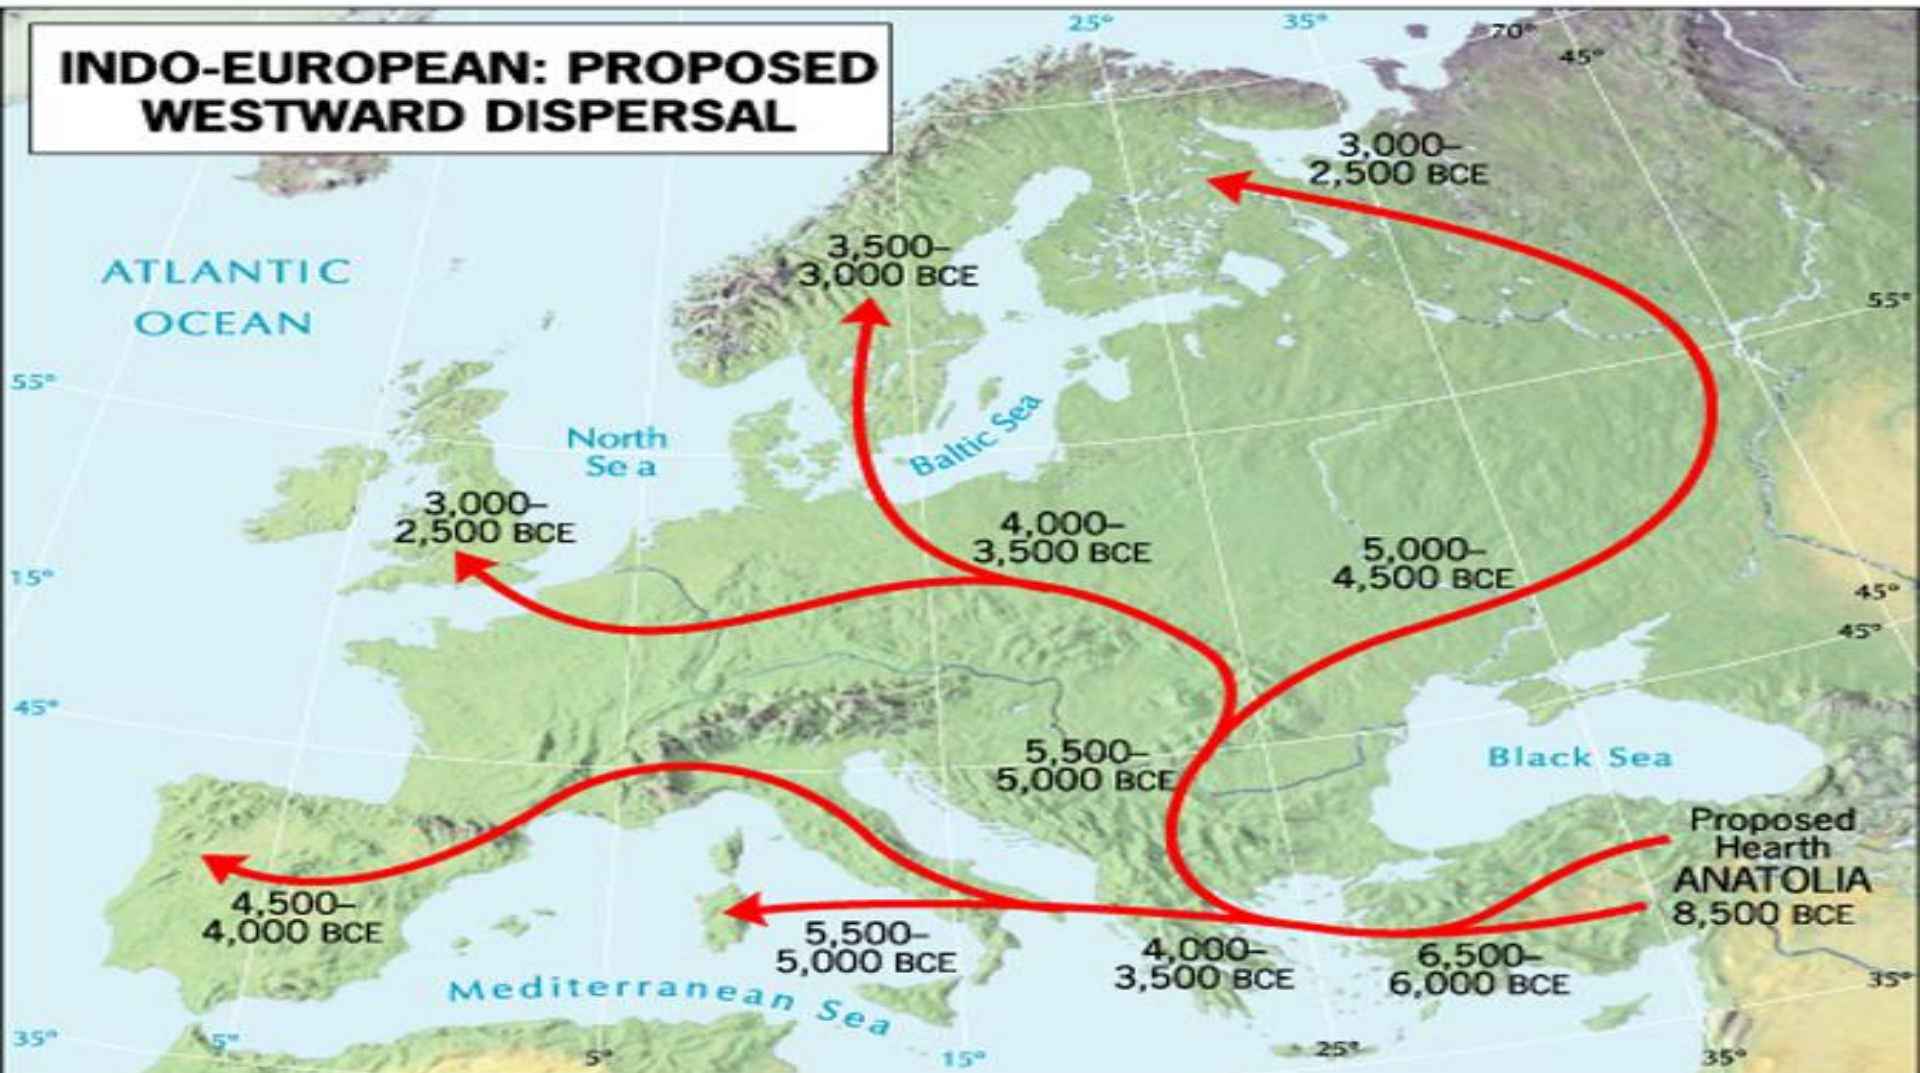 INDO-EUROPEAN: PROPOSED
WESTWARD DISPERSAL
25°
35°
70°
45°
3,000–
2,500 BCE
3,500–
3,000 BCE
ATLANTIC
OCEAN
55°
55°
North
Sea
Baltic Sea
3,000–
2,500 BCE
4,000–
3,500 BCE
5,000–
4,500 BCE
15°
45°
45°
45°
5,500–
5,000 BCE
Black Sea
Proposed
Hearth
ANATOLIA
8,500 BCE
4,500–
4,000 BCE
5,500–
5,000 BCE
4,000–
3,500 BCE
6,500–
6,000 BCE
Mediterranean Sea
35°
35°
5°
5°
15°
25°
35°